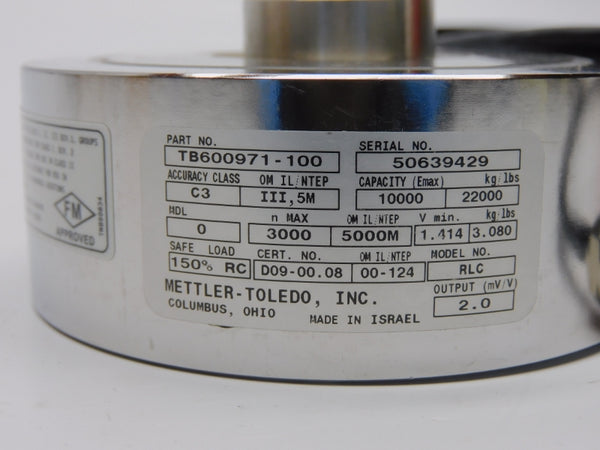 PART NO. SERIAL NO.
TB600971-100 50639429
ACCURACY CLASS OM IL/NTEP CAPACITY (Emax) kg/lbs
C3 III,5M 10000 22000
MDL n MAX OM IL/NTEP V min. kg/lbs
0 3000 5000M 1.414 3.080
SAFE LOAD CERT. NO. OM IL/NTEP MODEL NO.
150% RC D09-00.08 00-124 RLC
METTLER-TOLEDO, INC. OUTPUT (mV/V)
COLUMBUS, OHIO MADE IN ISRAEL 2.0
GROUPS
FM
APPROVED